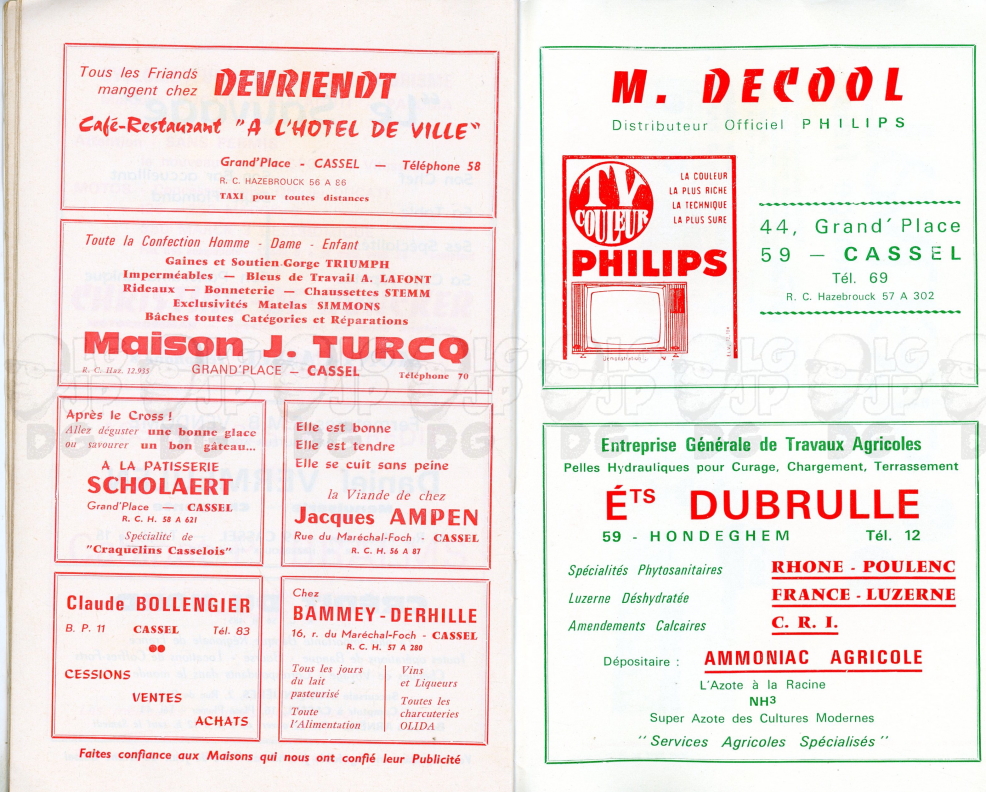 Tous les Friands
mangent chez DEVRIENDT
Café-Restaurant "A L'HOTEL DE VILLE"
Grand'Place - CASSEL — Téléphone 58
R. C. HAZEBROUCK 56 A 86
TAXI pour toutes distances
Toute la Confection Homme - Dame - Enfant
Gaines et Soutien-Gorge TRIUMPH
Imperméables — Bleus de Travail A. LAFONT
Rideaux — Bonneterie — Chaussettes STEMM
Exclusivités Matelas SIMMONS
Bâches toutes Catégories et Réparations
Maison J. TURCQ
R. C. Haz. 12.935 GRAND'PLACE — CASSEL Téléphone 70
Après le Cross !
Allez déguster une bonne glace
ou savourer un bon gâteau...
A LA PATISSERIE
SCHOLAERT
Grand'Place — CASSEL
R. C. H. 58 A 621
Spécialité de
"Craquelins Casselois"
Elle est bonne
Elle est tendre
Elle se cuit sans peine
la Viande de chez
Jacques AMPEN
Rue du Maréchal-Foch - CASSEL
R. C. H. 56 A 87
Claude BOLLENGIER
B. P. 11 CASSEL Tél. 83
CESSIONS
VENTES
ACHATS
Chez
BAMMEY-DERHILLE
16, r. du Maréchal-Foch - CASSEL
R. C. H. 57 A 280
Tous les jours
du lait
pasteurisé
Toute
l'Alimentation
Vins
et Liqueurs
Toutes les
charcuteries
OLIDA
Faites confiance aux Maisons qui nous ont confié leur Publicité
M. DECOOL
Distributeur Officiel PHILIPS
TV
COULEUR
PHILIPS
LA COULEUR
LA PLUS RICHE
LA TECHNIQUE
LA PLUS SURE
44, Grand' Place
59 — CASSEL
Tél. 69
R. C. Hazebrouck 57 A 302
Entreprise Générale de Travaux Agricoles
Pelles Hydrauliques pour Curage, Chargement, Terrassement
ÉTS DUBRULLE
59 - HONDEGHEM Tél. 12
Spécialités Phytosanitaires RHONE - POULENC
Luzerne Déshydratée FRANCE - LUZERNE
Amendements Calcaires C. R. I.
Dépositaire : AMMONIAC AGRICOLE
L'Azote à la Racine
NH3
Super Azote des Cultures Modernes
"Services Agricoles Spécialisés"
LG
JP
DG